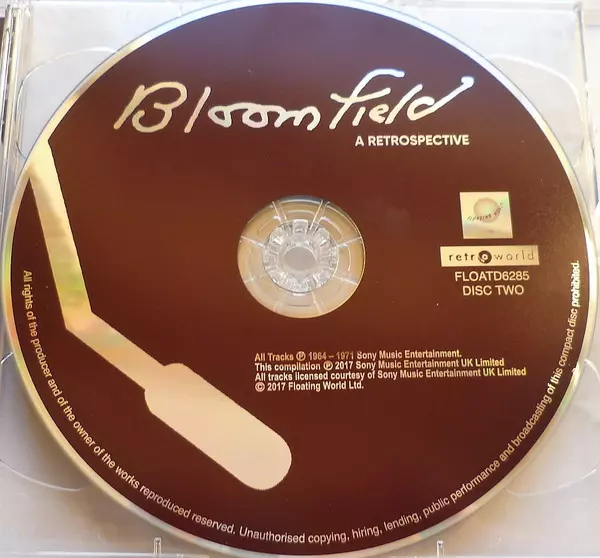 Bloomfield
A RETROSPECTIVE
retroworld
FLOATD6285
DISC TWO
All Tracks ℗ 1964 – 1971 Sony Music Entertainment.
This compilation ℗ 2017 Sony Music Entertainment UK Limited
All tracks licensed courtesy of Sony Music Entertainment UK Limited
© 2017 Floating World Ltd.
All rights of the producer and of the owner of the works reproduced reserved. Unauthorised copying, hiring, lending, public performance and broadcasting of this compact disc prohibited.